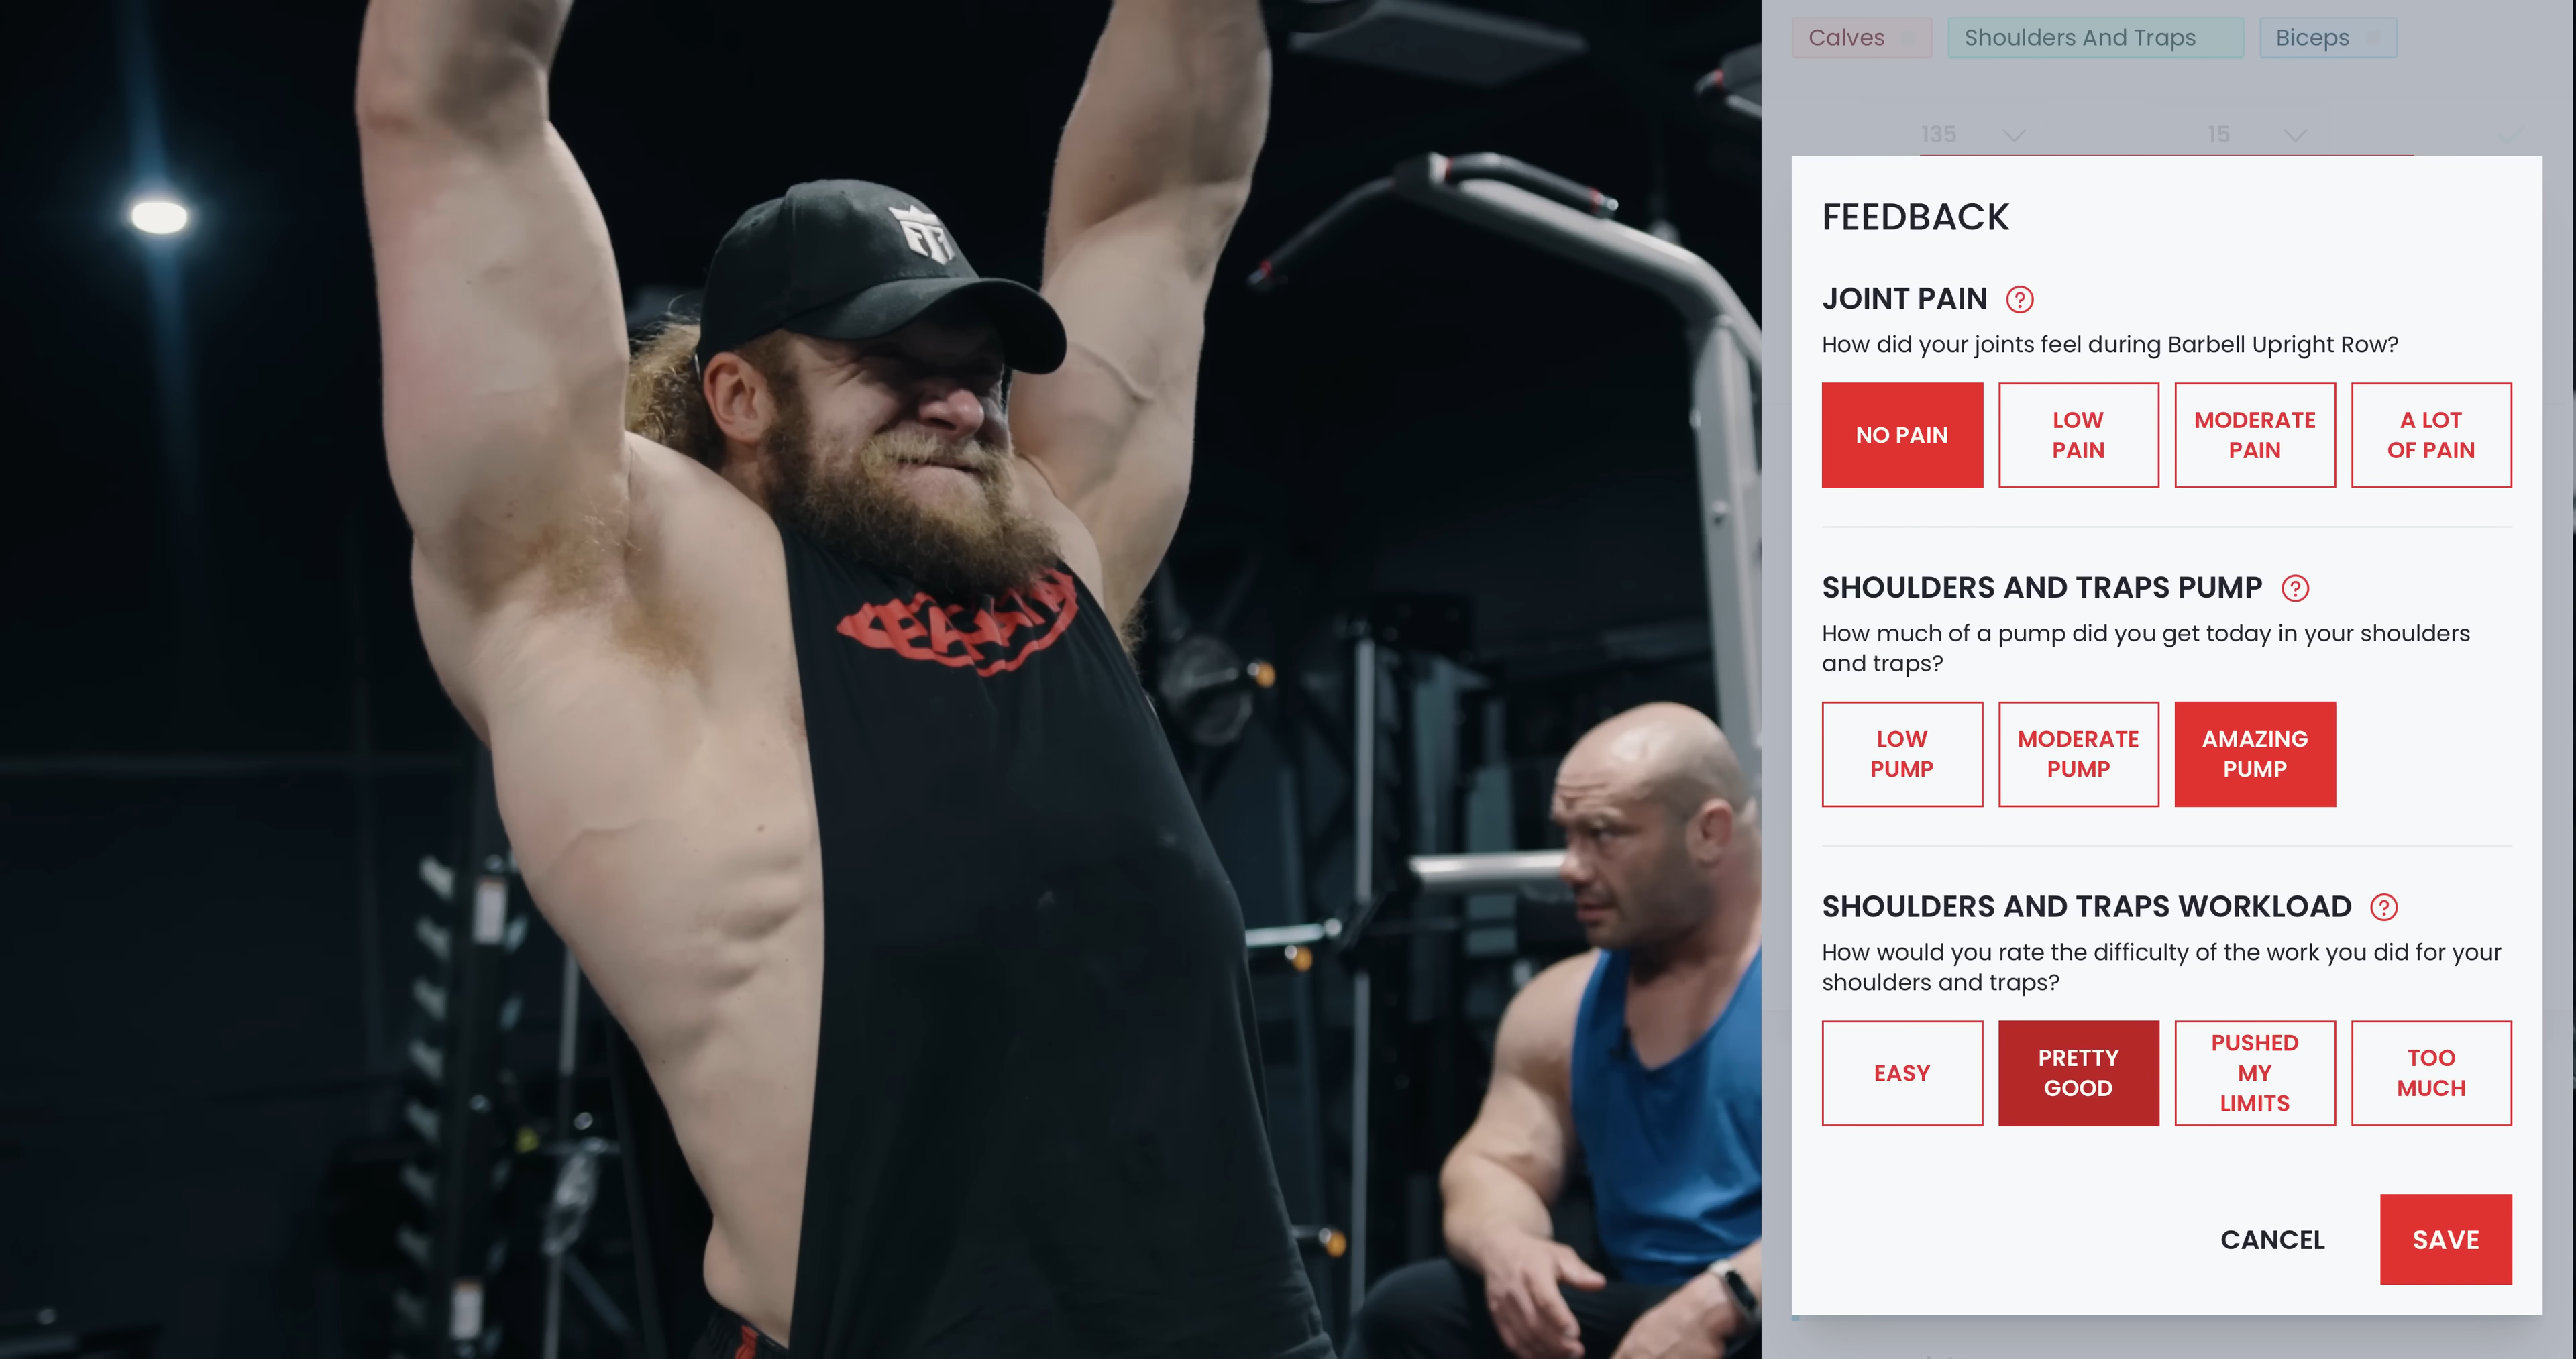 Calves
Shoulders And Traps
Biceps
135
15
FEEDBACK
JOINT PAIN
How did your joints feel during Barbell Upright Row?
NO PAIN
LOW
PAIN
MODERATE
PAIN
A LOT
OF PAIN
SHOULDERS AND TRAPS PUMP
How much of a pump did you get today in your shoulders
and traps?
LOW
PUMP
MODERATE
PUMP
AMAZING
PUMP
SHOULDERS AND TRAPS WORKLOAD
How would you rate the difficulty of the work you did for your
shoulders and traps?
EASY
PRETTY
GOOD
PUSHED
MY
LIMITS
TOO
MUCH
CANCEL
SAVE